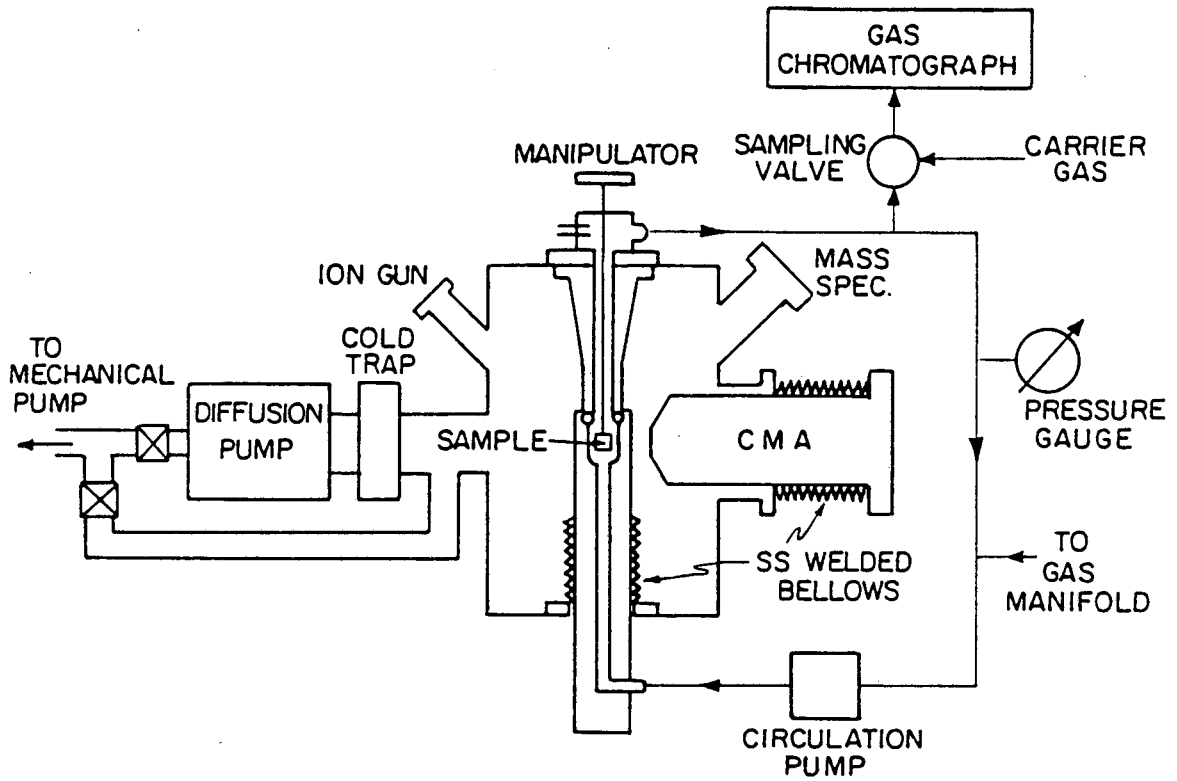 GAS
CHROMATOGRAPH
SAMPLING
VALVE
CARRIER
GAS
MANIPULATOR
MASS
SPEC.
ION GUN
COLD
TRAP
TO
MECHANICAL
PUMP
DIFFUSION
PUMP
SAMPLE
CMA
PRESSURE
GAUGE
SS WELDED
BELLOWS
TO
GAS
MANIFOLD
CIRCULATION
PUMP